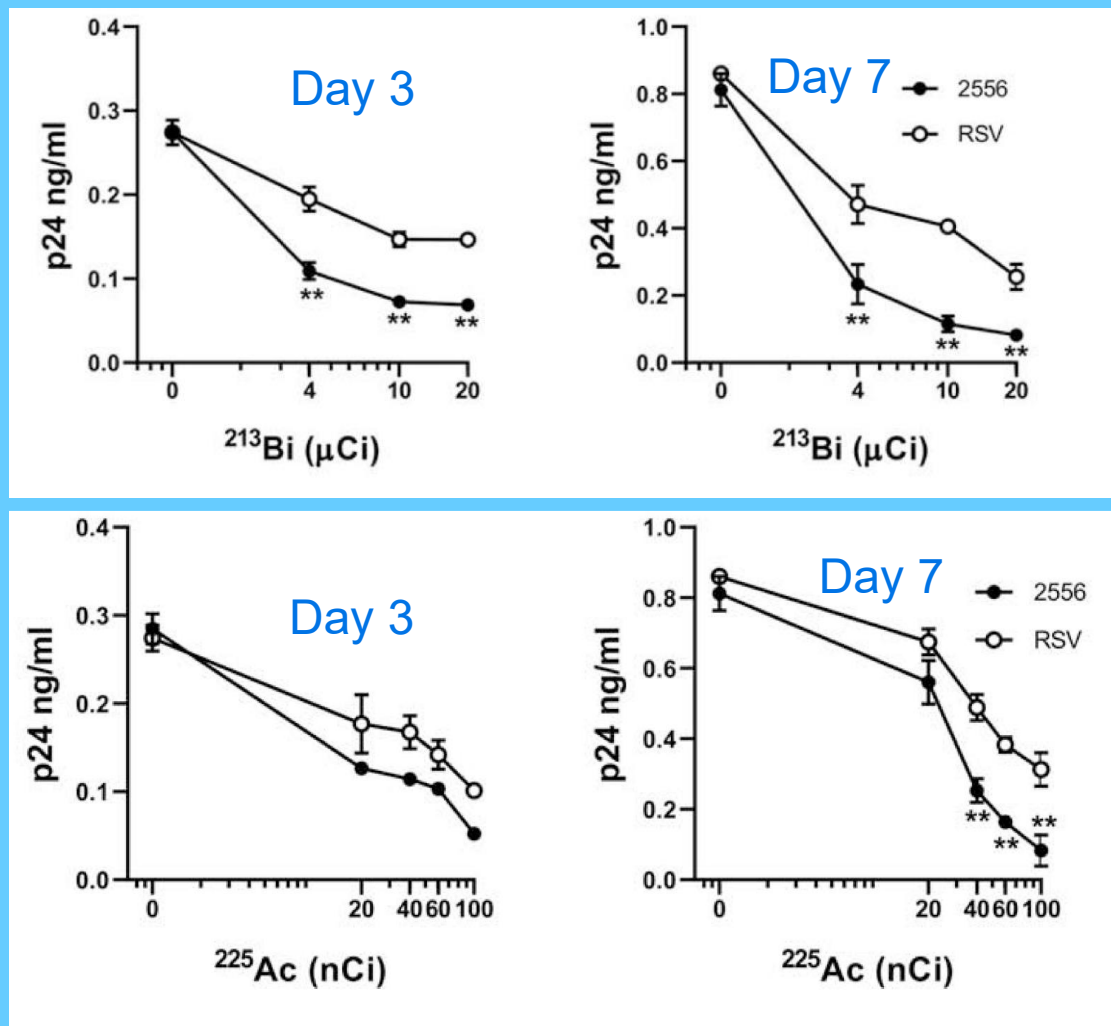 Day 3
p24 ng/ml
0.4
0.3
0.2
0.1
0.0
**
**
**
0 4 10 20
²¹³Bi (μCi)
Day 7
2556
RSV
p24 ng/ml
1.0
0.8
0.6
0.4
0.2
0.0
**
**
**
0 4 10 20
²¹³Bi (μCi)
Day 3
p24 ng/ml
0.4
0.3
0.2
0.1
0.0
0 20 40 60 100
²²⁵Ac (nCi)
Day 7
2556
RSV
p24 ng/ml
1.0
0.8
0.6
0.4
0.2
0.0
**
**
**
0 20 40 60 100
²²⁵Ac (nCi)